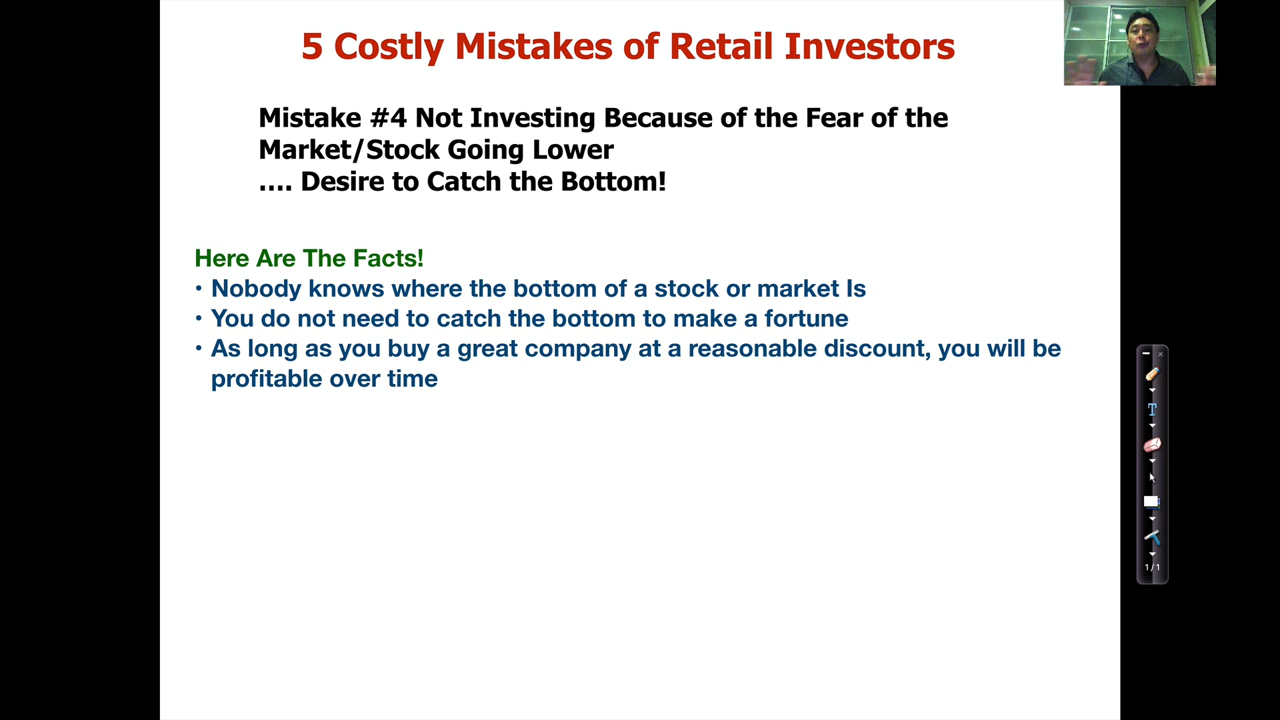 5 Costly Mistakes of Retail Investors
Mistake #4 Not Investing Because of the Fear of the
Market/Stock Going Lower
.... Desire to Catch the Bottom!
Here Are The Facts!
• Nobody knows where the bottom of a stock or market Is
• You do not need to catch the bottom to make a fortune
• As long as you buy a great company at a reasonable discount, you will be
profitable over time
T
1/1